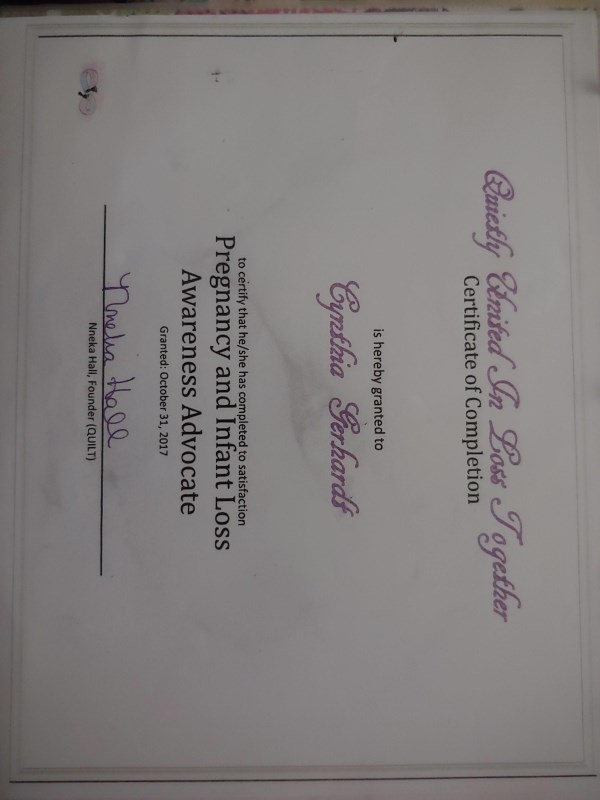 Quietly United In Loss Together
Certificate of Completion
is hereby granted to
Cynthia Gerhardt
to certify that he/she has completed to satisfaction
Pregnancy and Infant Loss
Awareness Advocate
Granted: October 31, 2017
Nneka Hall
Nneka Hall, Founder (QUILT)